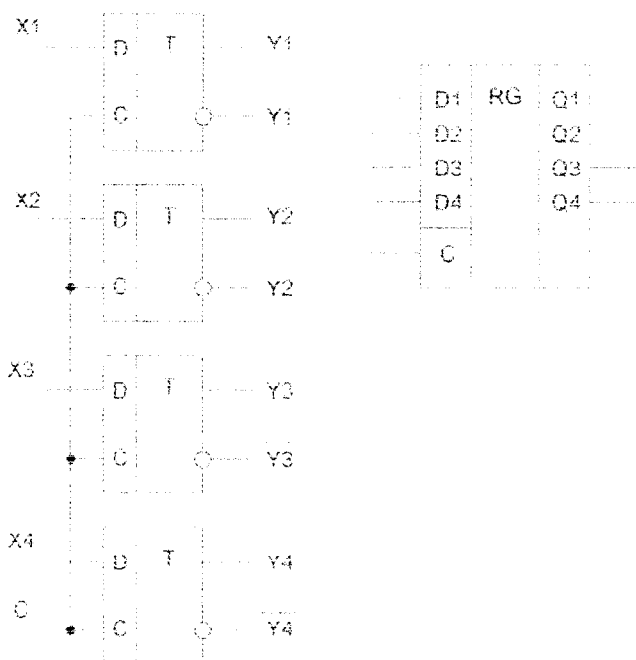 X1 D T Y1
C Y1
X2 D T Y2
C Y2
X3 D T Y3
C Y3
X4 D T Y4
C C Y4
D1 RG Q1
D2 Q2
D3 Q3
D4 Q4
C